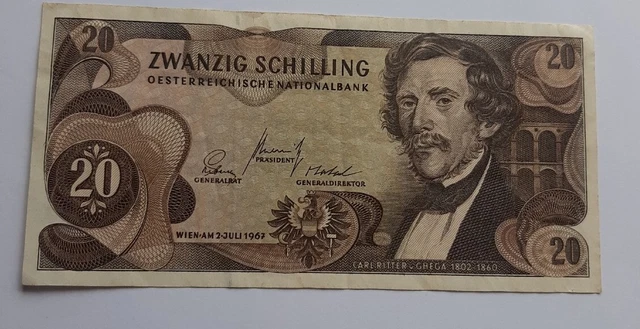 20
20
ZWANZIG SCHILLING
OESTERREICHISCHE NATIONALBANK
PRÄSIDENT
GENERALRAT
GENERALDIREKTOR
20
WIEN·AM 2·JULI 1967
20
CARL RITTER v·GHEGA 1802-1860